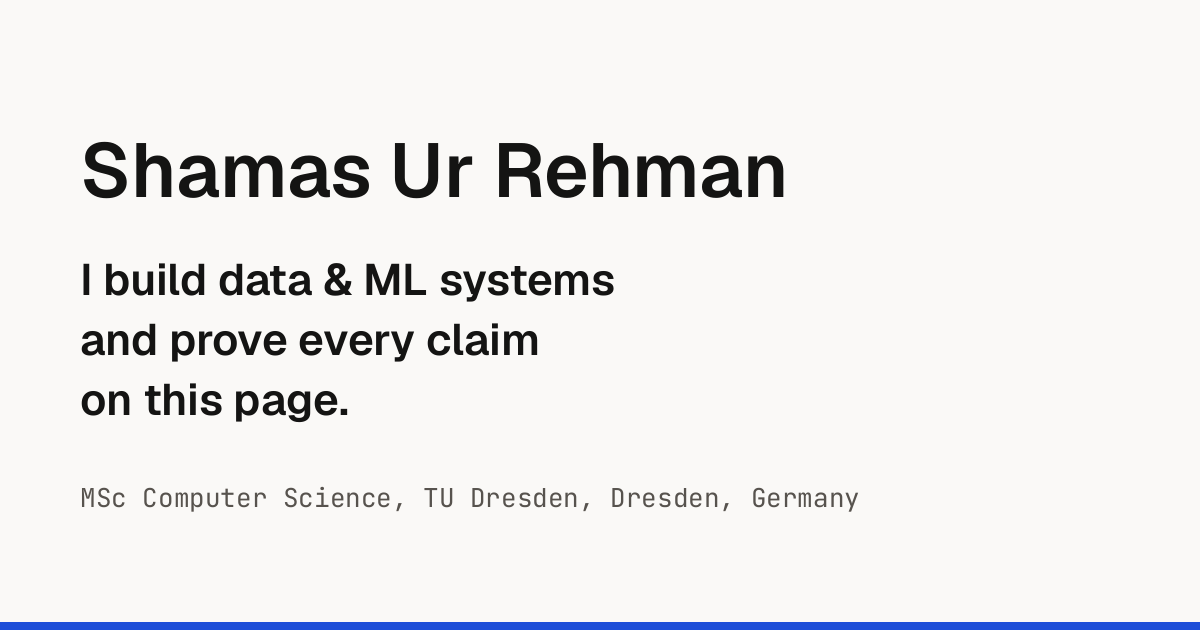 Shamas Ur Rehman
I build data & ML systems
and prove every claim
on this page.
MSc Computer Science, TU Dresden, Dresden, Germany